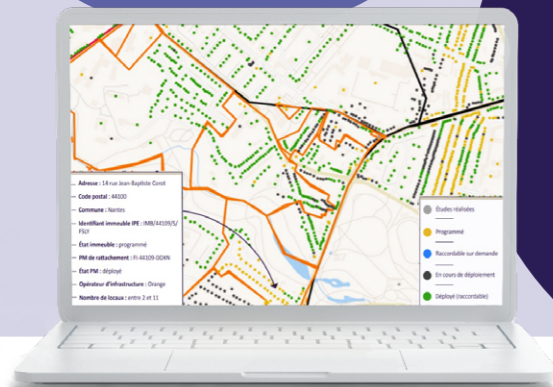 Adresse : 14 rue Jean-Baptiste Corot
Code postal : 44100
Commune : Nantes
Identifiant immeuble IPE : IMB/44109/S/
État immeuble : programmé
PM de rattachement : FI-44109-
État PM : déployé
Opérateur d'infrastructure : Orange
Nombre de locaux : entre 2 et 11
Études réalisées
Programmé
Raccordable sur demande
En cours de déploiement
Déployé (raccordable)